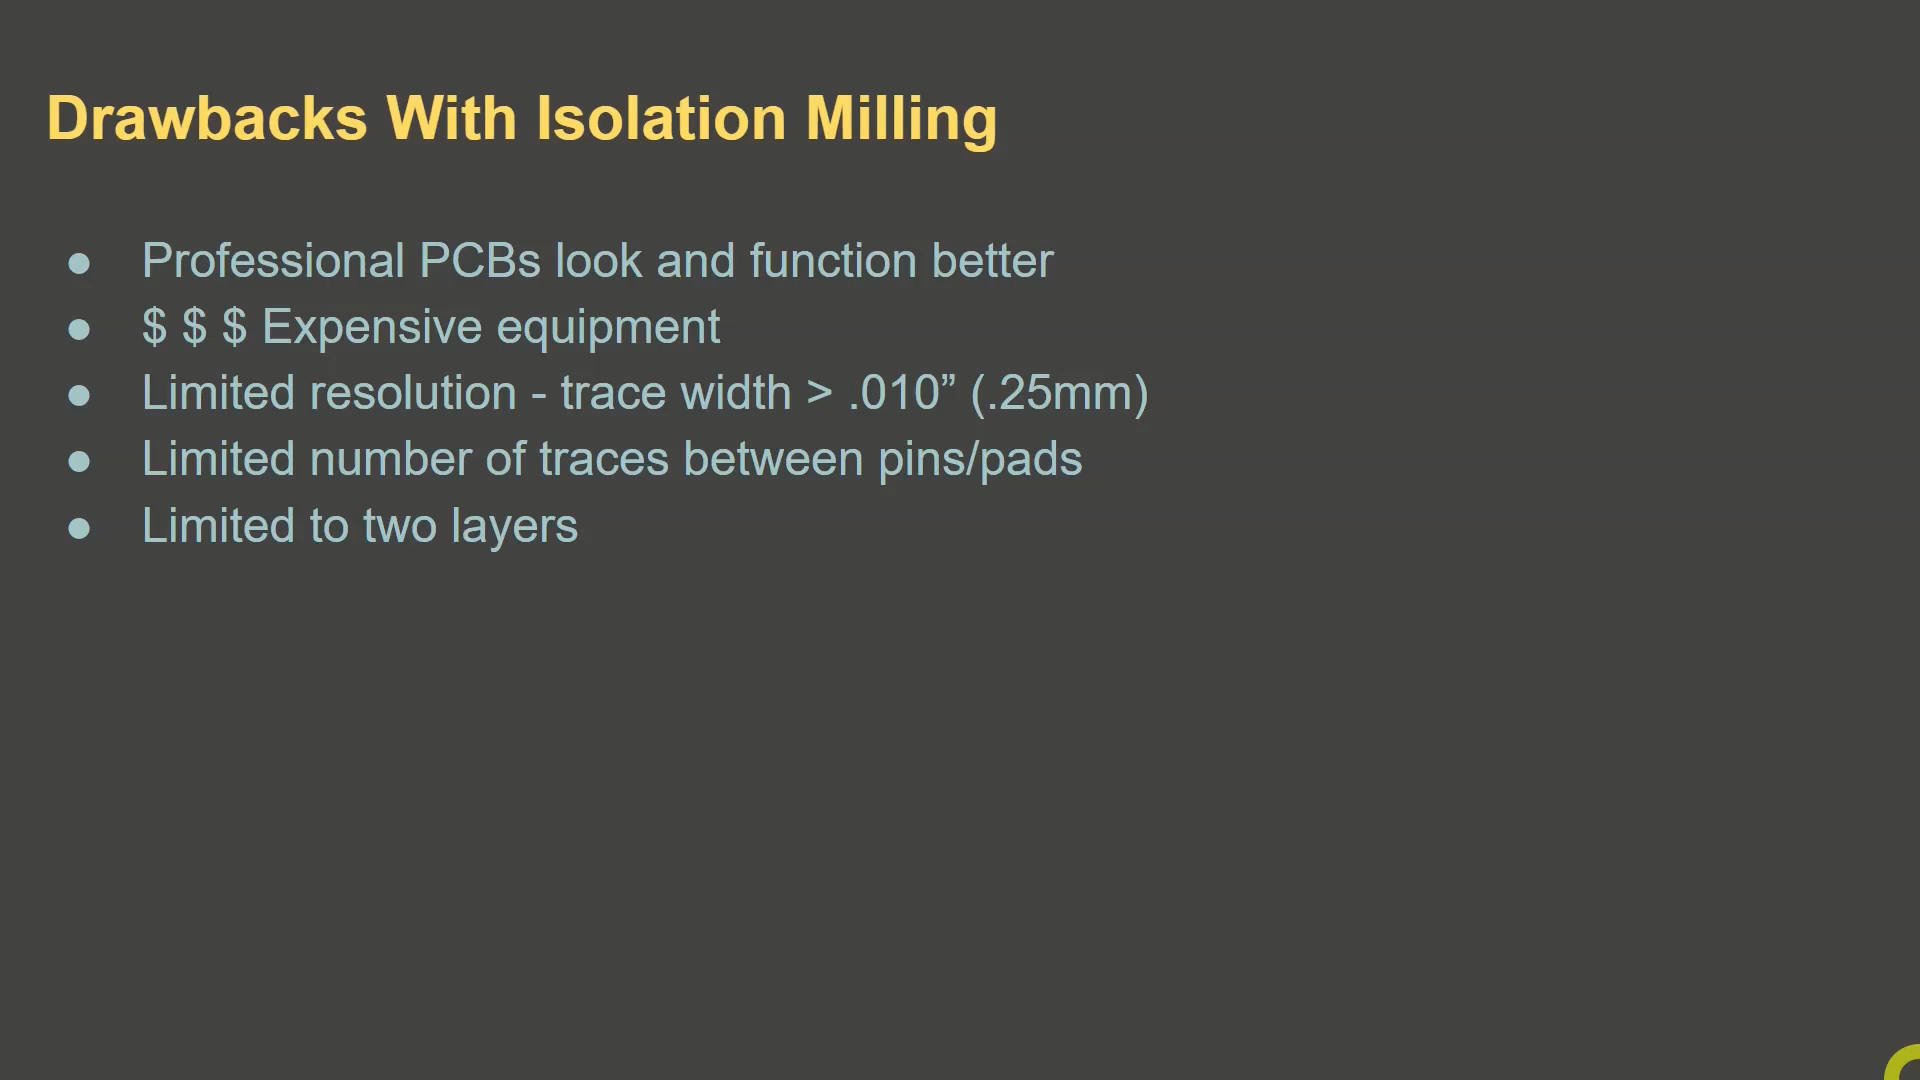 Drawbacks With Isolation Milling
● Professional PCBs look and function better
● $ $ $ Expensive equipment
● Limited resolution - trace width > .010” (.25mm)
● Limited number of traces between pins/pads
● Limited to two layers